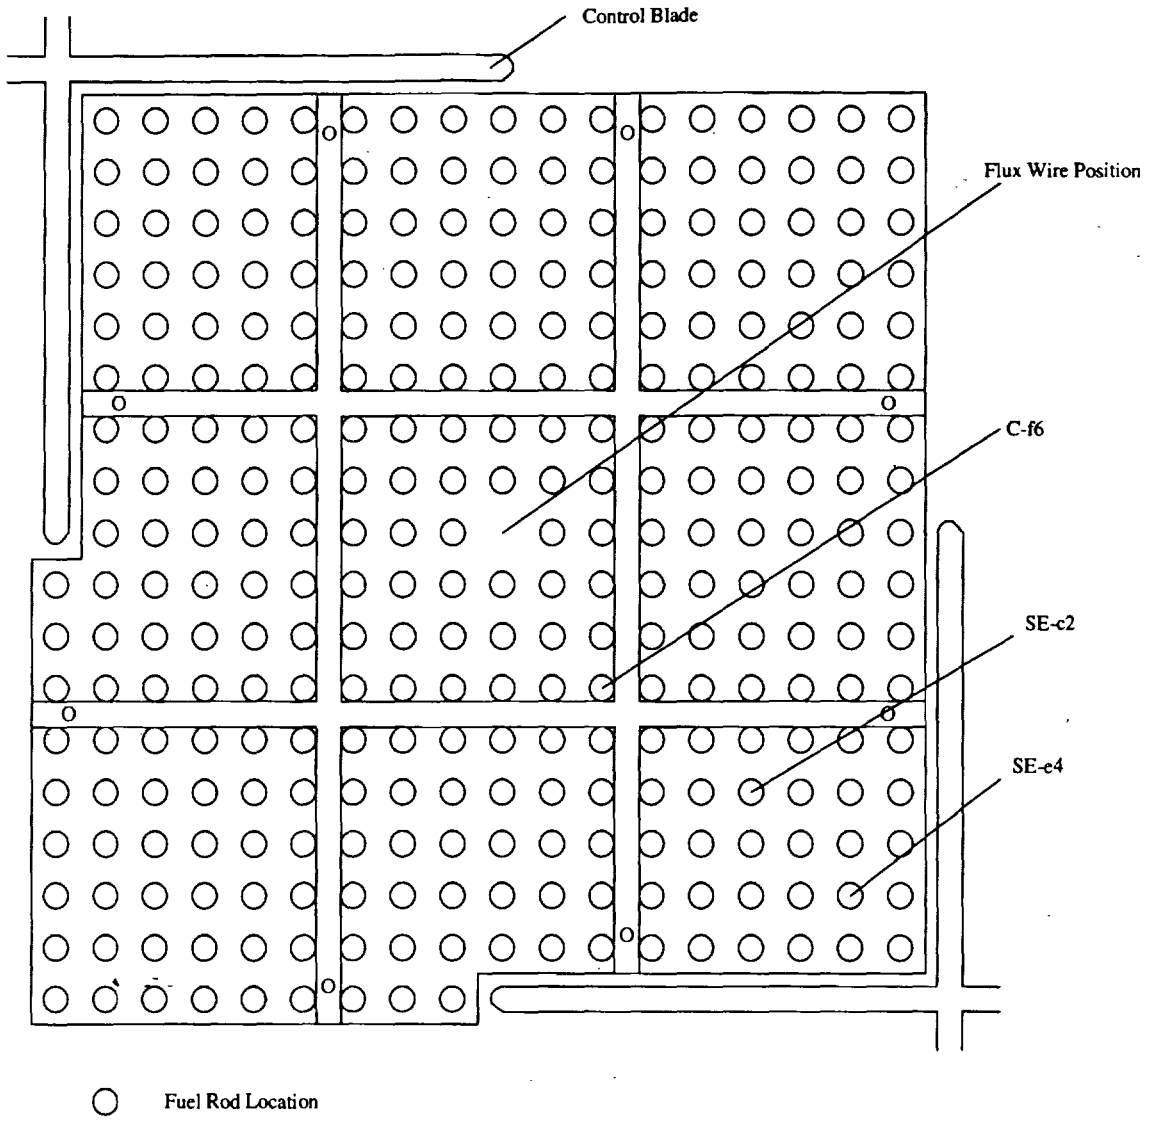 Control Blade
Flux Wire Position
C-f6
SE-c2
SE-e4
Fuel Rod Location